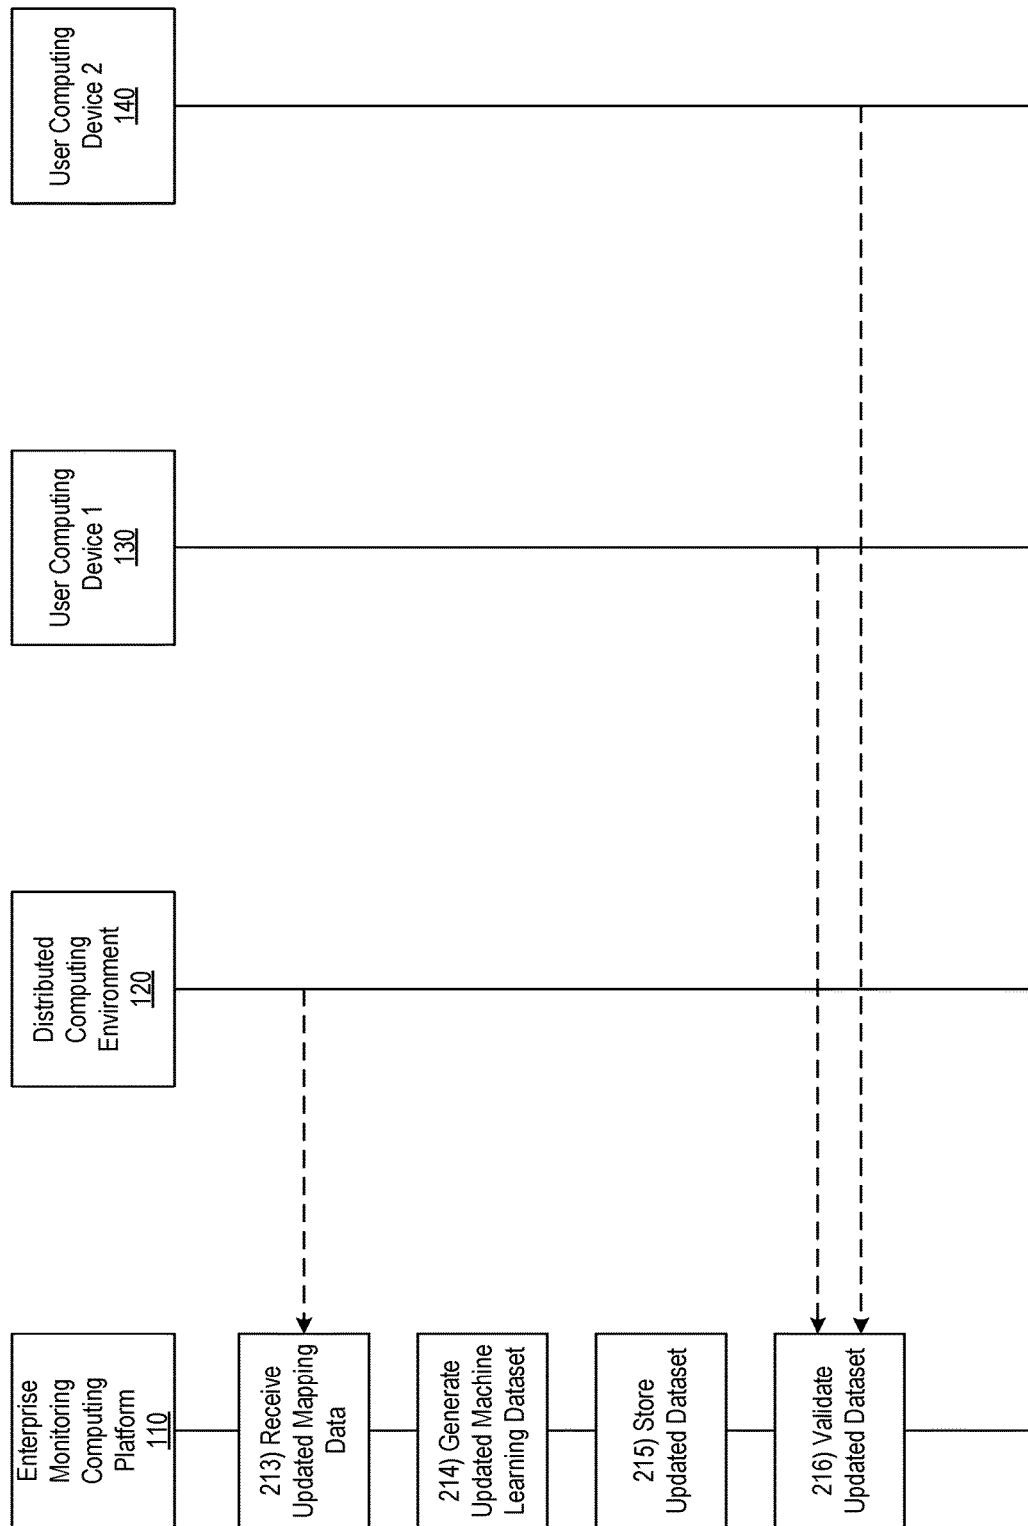 Enterprise
Monitoring
Computing
Platform
110
Distributed
Computing
Environment
120
User Computing
Device 1
130
User Computing
Device 2
140
213) Receive
Updated Mapping
Data
214) Generate
Updated Machine
Learning Dataset
215) Store
Updated Dataset
216) Validate
Updated Dataset